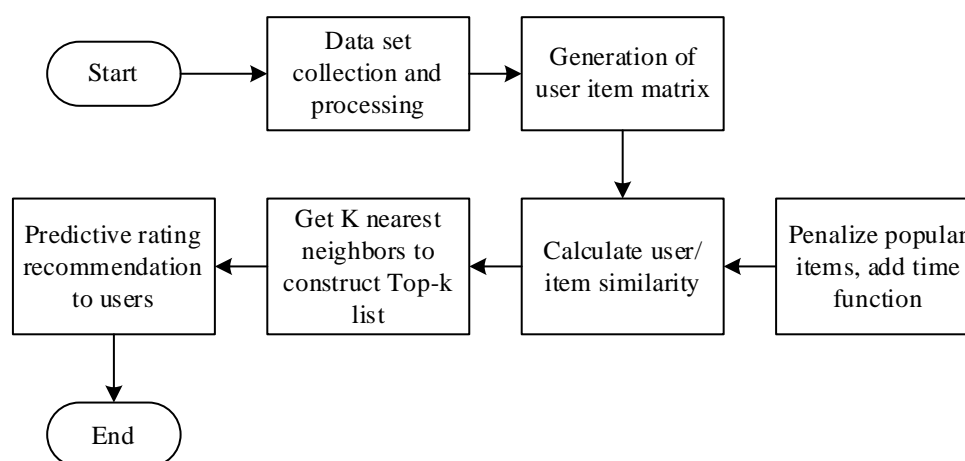 Start
Data set
collection and
processing
Generation of
user item matrix
Predictive rating
recommendation
to users
Get K nearest
neighbors to
construct Top-k
list
Calculate user/
item similarity
Penalize popular
items, add time
function
End